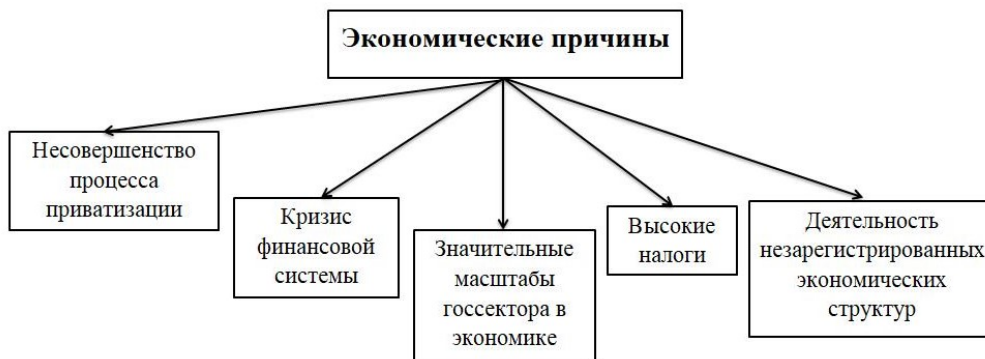 Экономические причины
Несовершенство
процесса
приватизации
Кризис
финансовой
системы
Значительные
масштабы
госсектора в
экономике
Высокие
налоги
Деятельность
незарегистрированных
экономических
структур